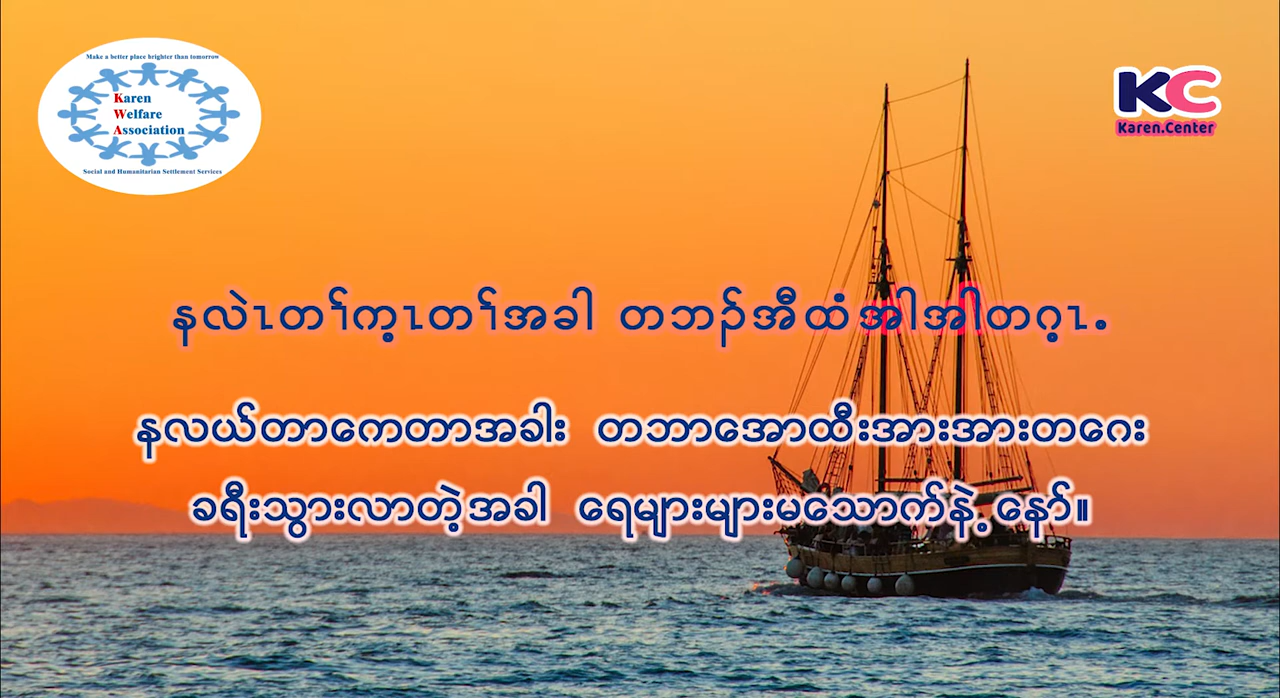 Make a better place brighter than tomorrow
Karen
Welfare
Association
Social and Humanitarian Settlement Services
KC
Karen.Center
နလဲၤတၢ်က့ၤတၢ်အခါ တဘၣ်အီထံအါအါတဂ့ၤ.
နလယ်တာကေတာအခါး တဘာအောထီးအားအားတဂေး
ခရီးသွားလာတဲ့အခါ ရေများများမသောက်နဲ့နော်။